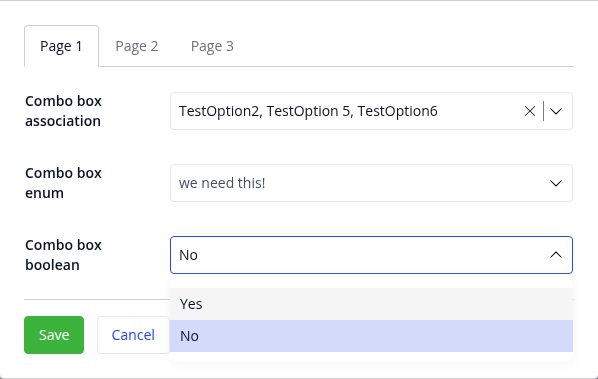 Page 1 Page 2 Page 3
Combo box
association
TestOption2, TestOption 5, TestOption6
Combo box
enum
we need this!
Combo box
boolean
No
Yes
No
Save Cancel